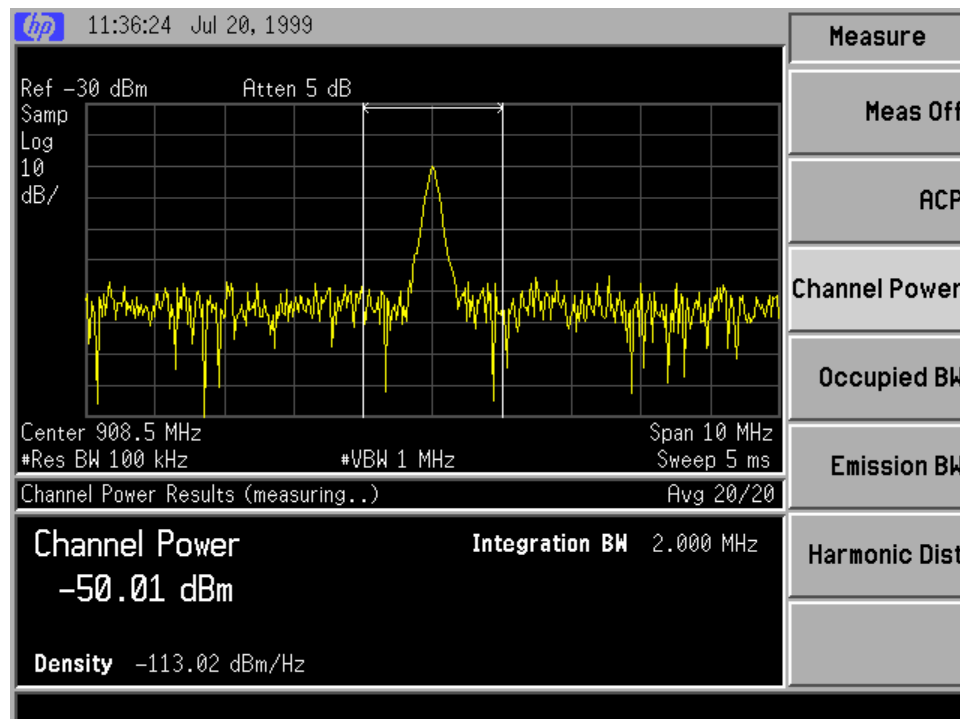 hp 11:36:24 Jul 20, 1999
Measure
Ref -30 dBm Atten 5 dB
Samp
Log
10
dB/
Meas Off
ACP
Channel Power
Occupied BW
Emission BW
Harmonic Dist
Center 908.5 MHz Span 10 MHz
#Res BW 100 kHz #VBW 1 MHz Sweep 5 ms
Channel Power Results (measuring..) Avg 20/20
Channel Power Integration BW 2.000 MHz
-50.01 dBm
Density -113.02 dBm/Hz